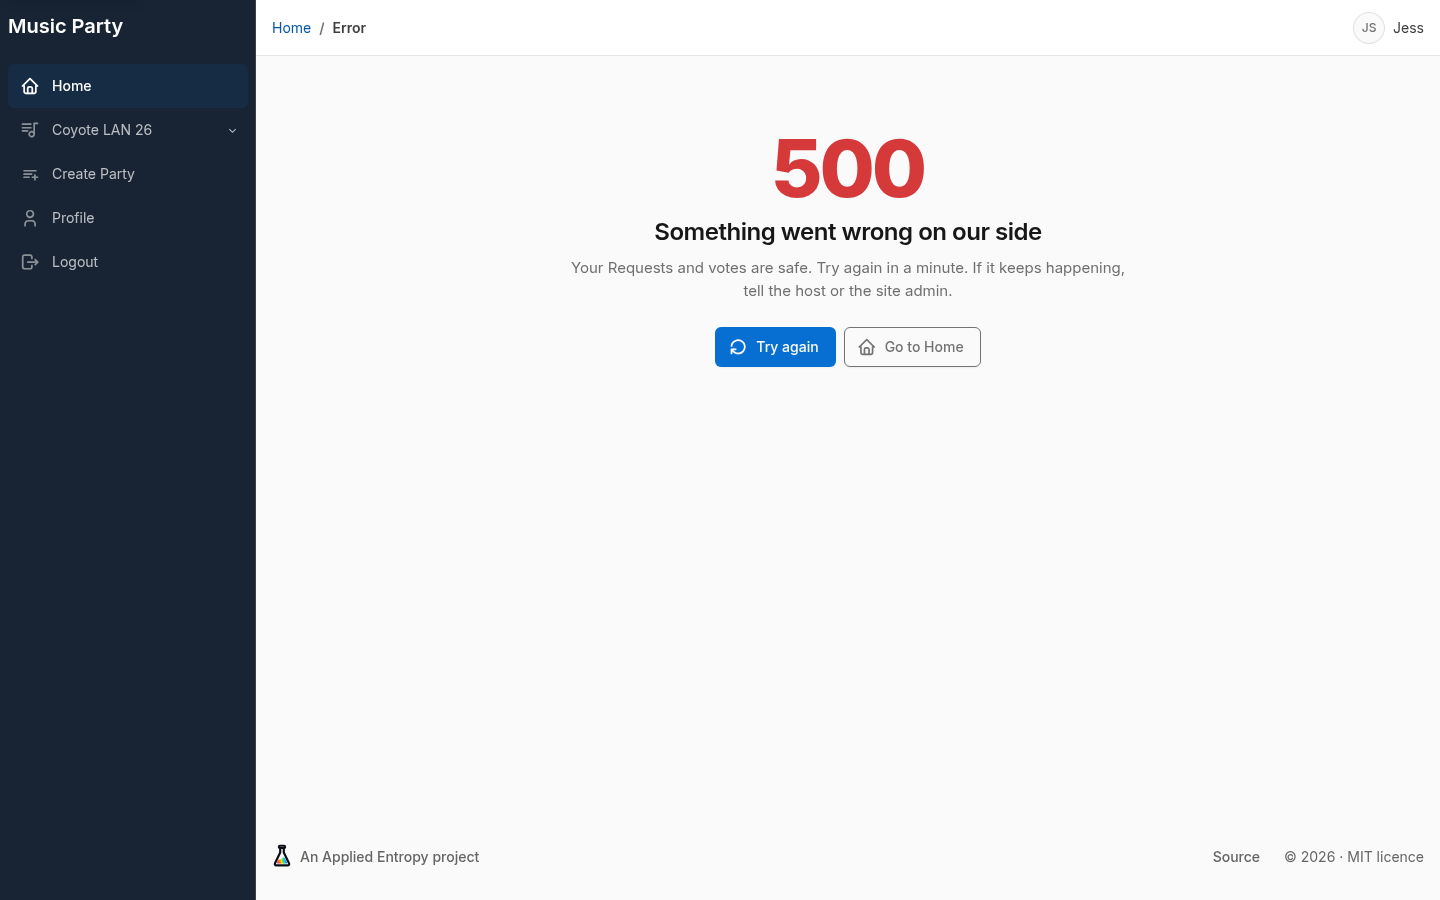 Music Party
Home
Coyote LAN 26
Create Party
Profile
Logout
Home / Error
JS Jess
500
Something went wrong on our side
Your Requests and votes are safe. Try again in a minute. If it keeps happening,
tell the host or the site admin.
Try again
Go to Home
An Applied Entropy project
Source
© 2026 · MIT licence